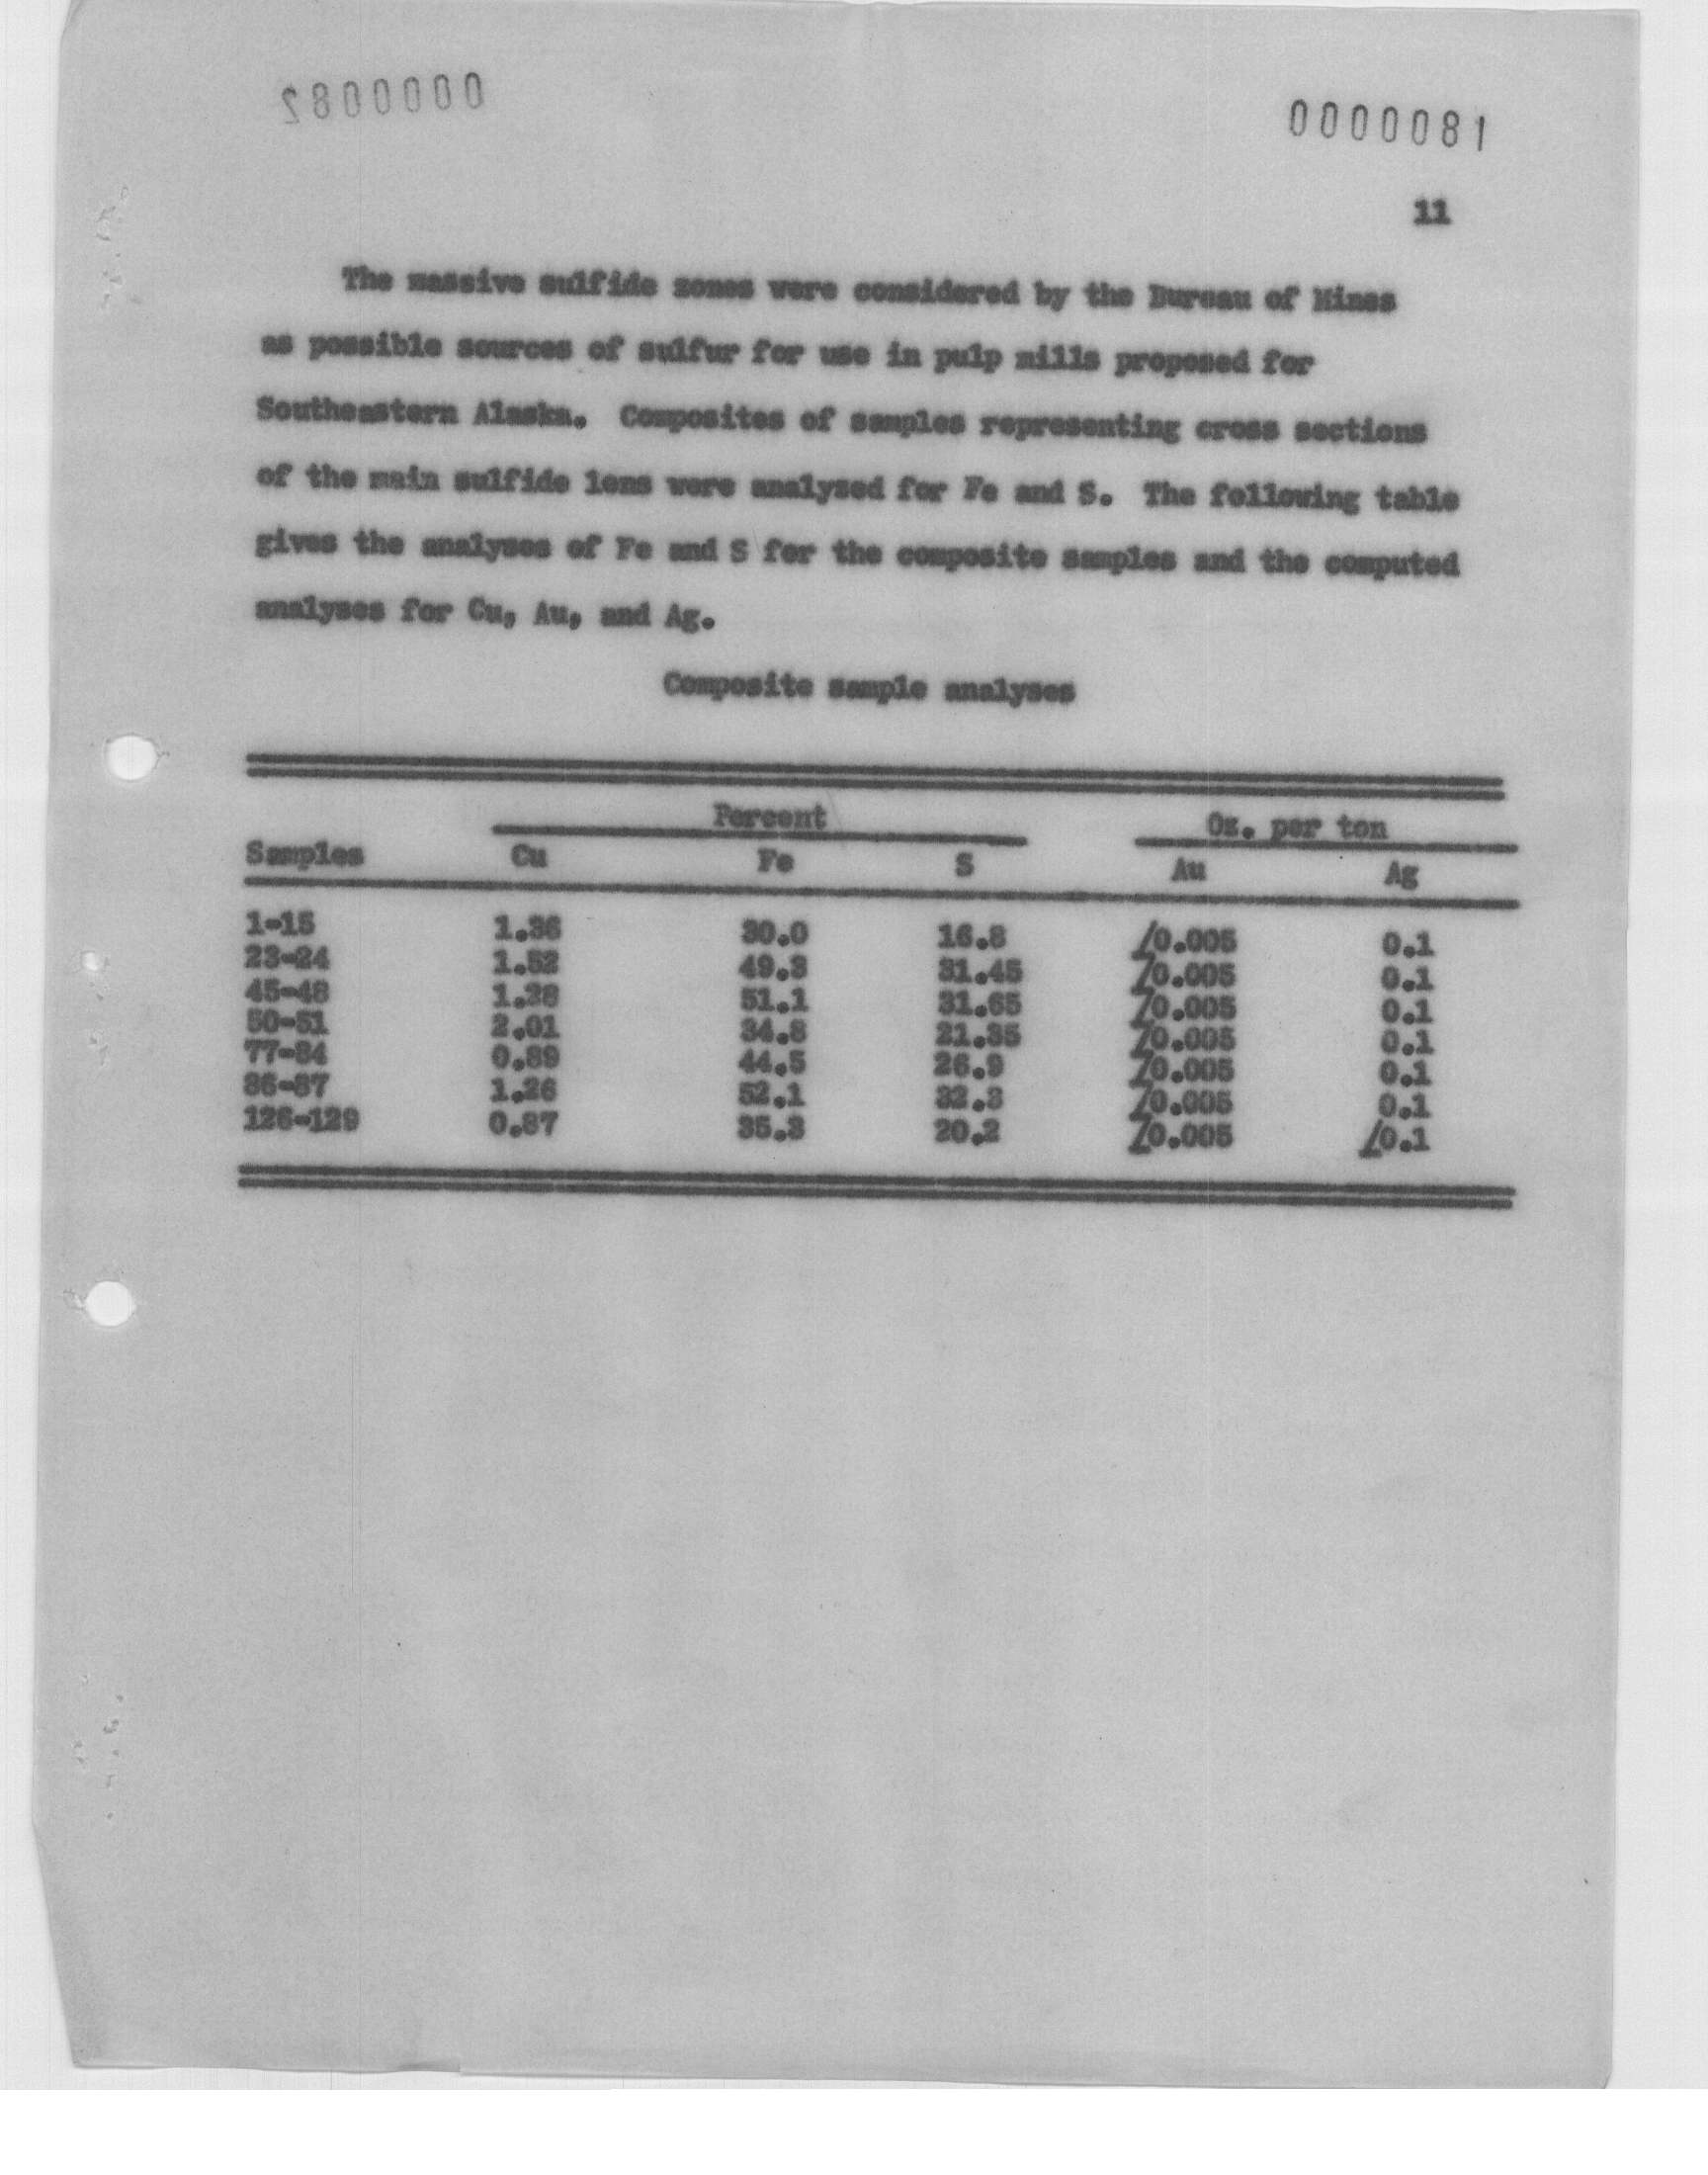 0000082
0000081
11
The massive sulfide zones were considered by the Bureau of Mines
as possible sources of sulfur for use in pulp mills proposed for
Southeastern Alaska. Composites of samples representing cross sections
of the main sulfide lens were analyzed for Fe and S. The following table
gives the analyses of Fe and S for the composite samples and the computed
analyses for Cu, Au, and Ag.
Composite sample analyses
Percent Oz. per ton
Samples Cu Fe S Au Ag
1-15 1.36 30.0 16.8 /0.005 0.1
23-24 1.52 49.3 31.45 /0.005 0.1
45-48 1.28 51.1 31.65 /0.005 0.1
50-51 2.01 34.8 21.35 /0.005 0.1
77-84 0.89 44.5 26.9 /0.005 0.1
86-87 1.26 52.1 32.3 /0.005 0.1
126-129 0.87 35.3 20.2 /0.005 /0.1